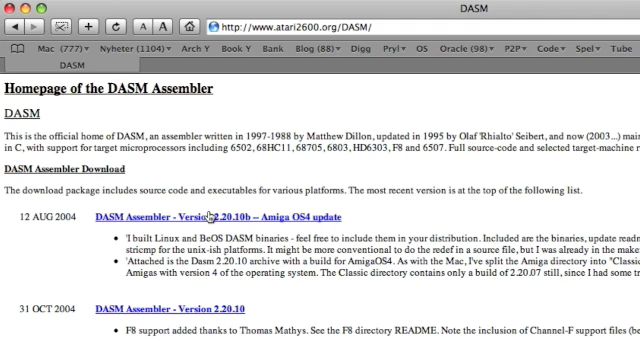 DASM
A A http://www.atari2600.org/DASM/
Mac (777) Nyheter (1104) Arch Y Book Y Bank Blog (88) Digg Pryl OS Oracle (98) P2P Code Spel Tube
DASM
Homepage of the DASM Assembler
DASM
This is the official home of DASM, an assembler written in 1997-1988 by Matthew Dillon, updated in 1995 by Olaf 'Rhialto' Seibert, and now (2003...)
in C, with support for target microprocessors including 6502, 68HC11, 68705, 6803, HD6303, F8 and 6507. Full source-code and selected target-machine
DASM Assembler Download
The download package includes source code and executables for various platforms. The most recent version is at the top of the following list.
12 AUG 2004 DASM Assembler - Version 2.20.10b -- Amiga OS4 update
• 'I built Linux and BeOS DASM binaries - feel free to include them in your distribution. Included are the binaries, update
stricmp for the unix-ish platforms. It might be more conventional to do the redef in a source file, but I was already in the
• 'Attached is the Dasm 2.20.10 archive with a build for AmigaOS4. As with the Mac, I've split the Amiga directory into
Amigas with version 4 of the operating system. The Classic directory contains only a build of 2.20.07 still, since I had some
31 OCT 2004 DASM Assembler - Version 2.20.10
• F8 support added thanks to Thomas Mathys. See the F8 directory README. Note the inclusion of Channel-F support files